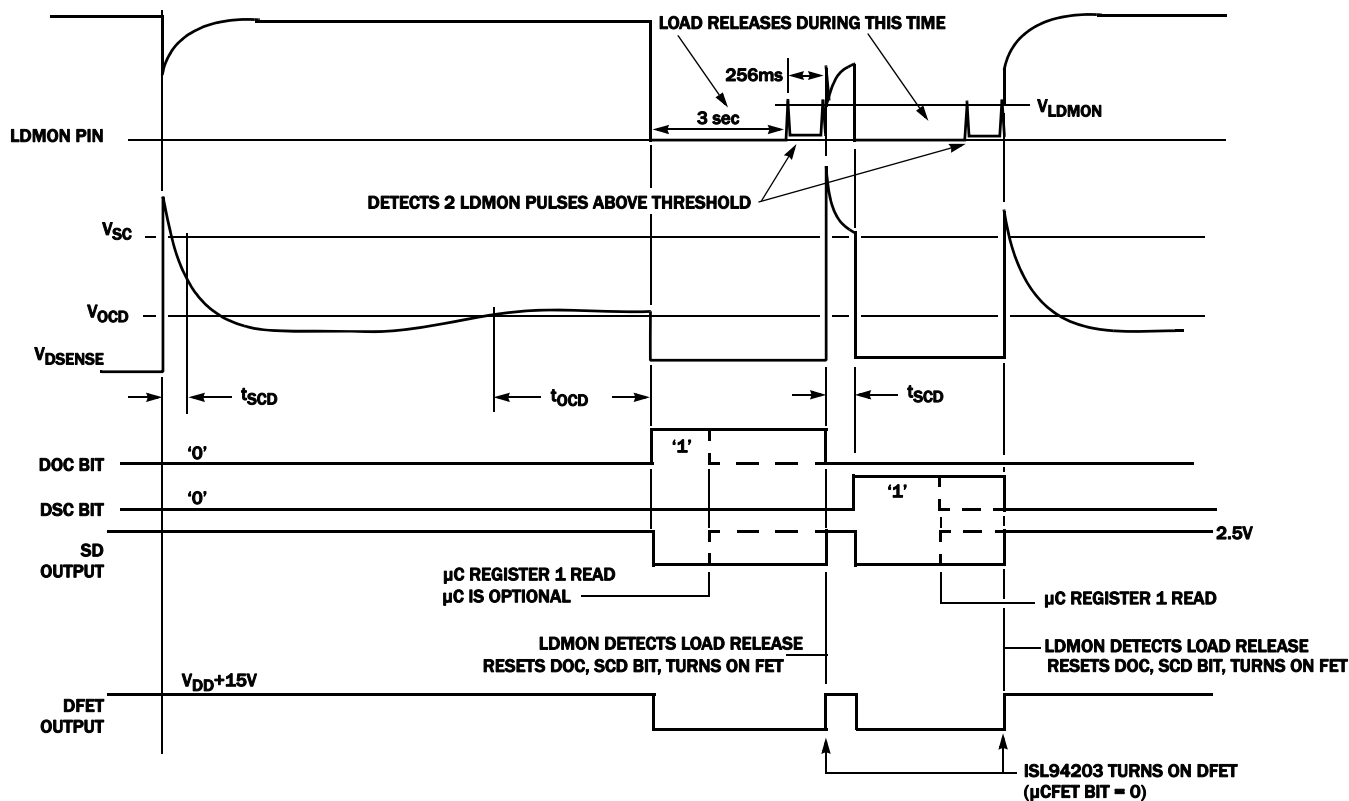 LOAD RELEASES DURING THIS TIME
256ms
3 sec
VLDMON
LDMON PIN
DETECTS 2 LDMON PULSES ABOVE THRESHOLD
VSC
VOCD
VDSENSE
tSCD
tOCD
tSCD
DOC BIT
‘0’
‘1’
DSC BIT
‘0’
‘1’
SD
OUTPUT
2.5V
µC REGISTER 1 READ
µC IS OPTIONAL
µC REGISTER 1 READ
LDMON DETECTS LOAD RELEASE
RESETS DOC, SCD BIT, TURNS ON FET
LDMON DETECTS LOAD RELEASE
RESETS DOC, SCD BIT, TURNS ON FET
VDD+15V
DFET
OUTPUT
ISL94203 TURNS ON DFET
(µCFET BIT = 0)